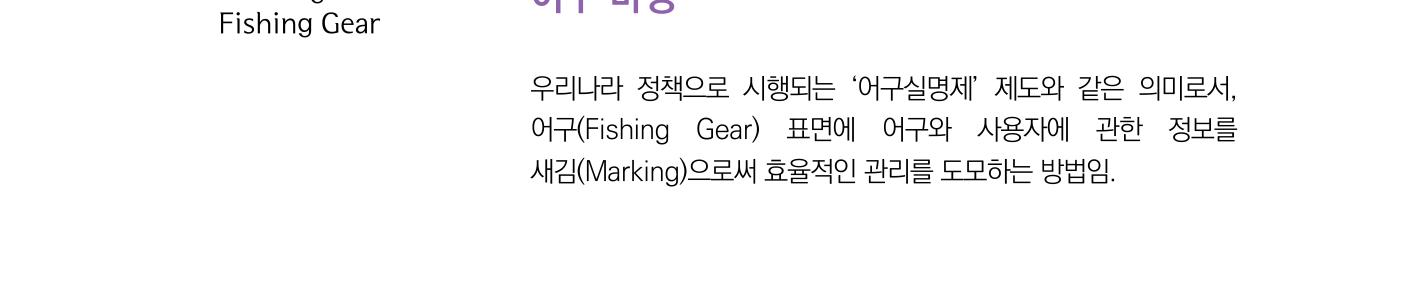 Fishing Gear
우리나라 정책으로 시행되는 ‘어구실명제’ 제도와 같은 의미로서,
어구(Fishing Gear) 표면에 어구와 사용자에 관한 정보를
새김(Marking)으로써 효율적인 관리를 도모하는 방법임.